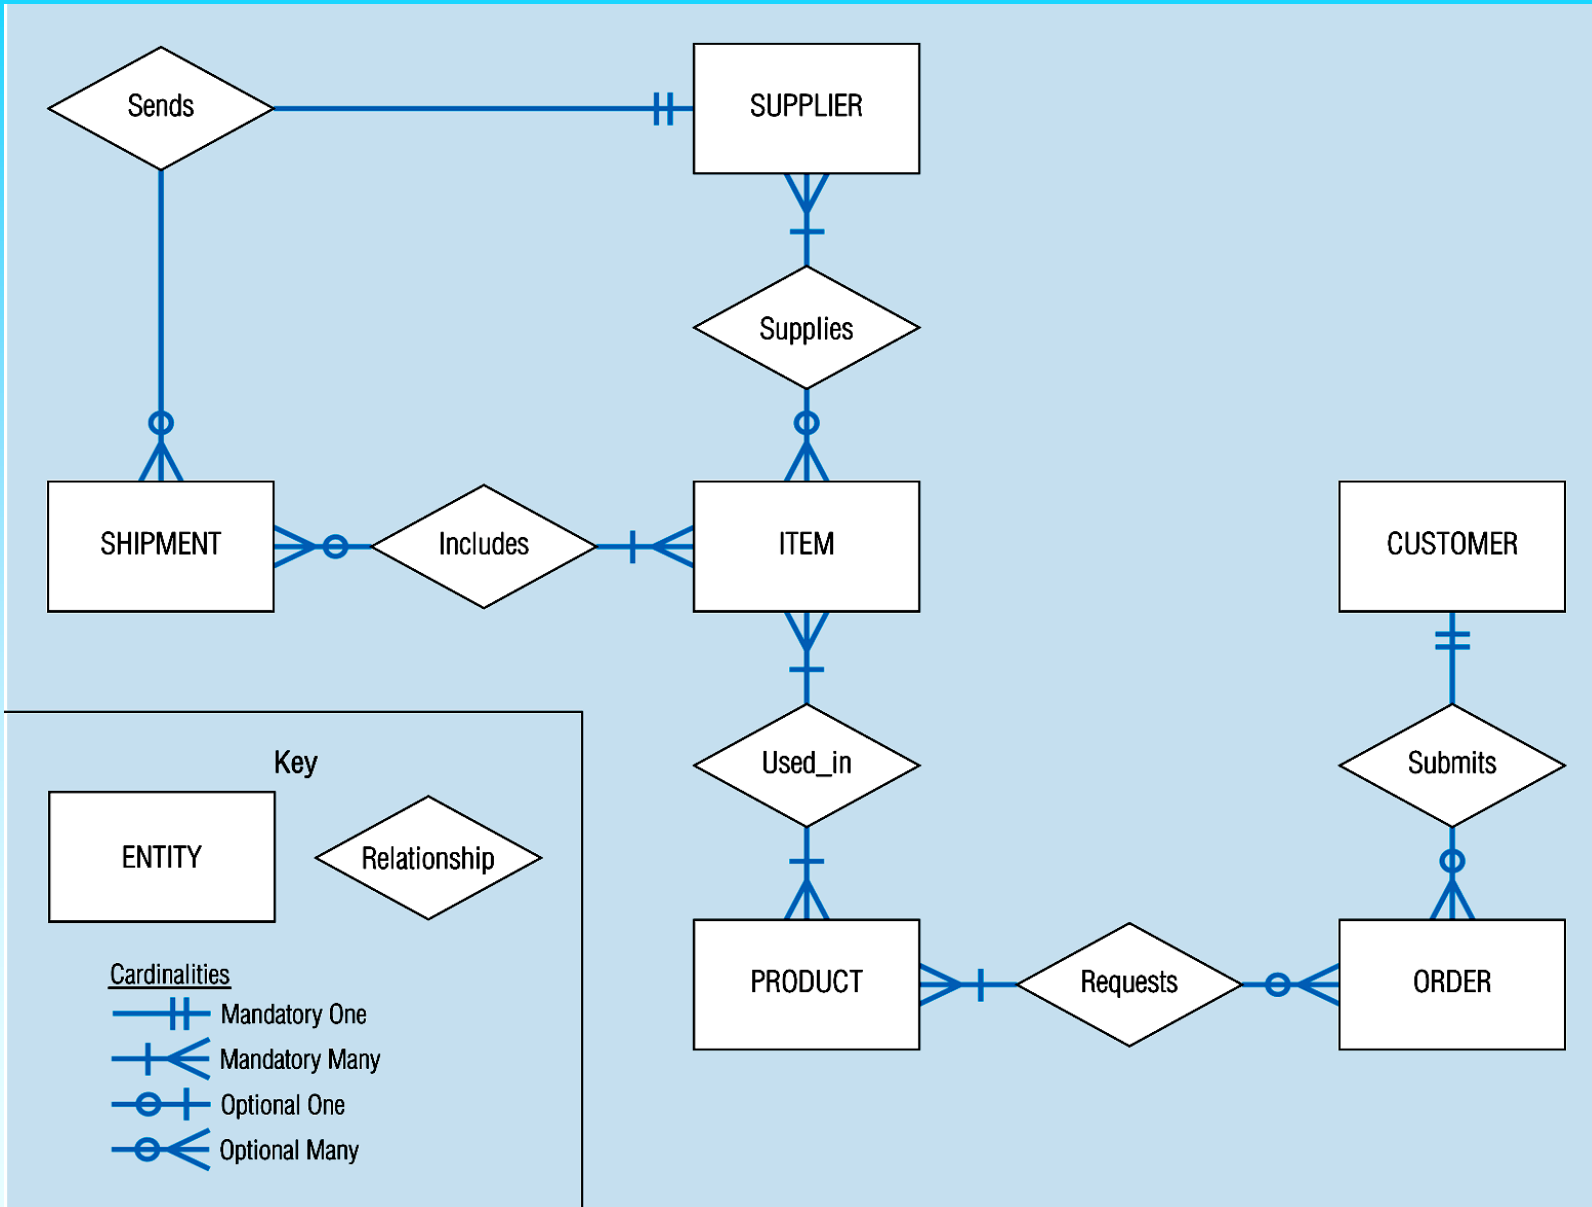 Sends
SUPPLIER
Supplies
SHIPMENT
Includes
ITEM
CUSTOMER
Used_in
Submits
PRODUCT
Requests
ORDER
Key
ENTITY
Relationship
Cardinalities
Mandatory One
Mandatory Many
Optional One
Optional Many